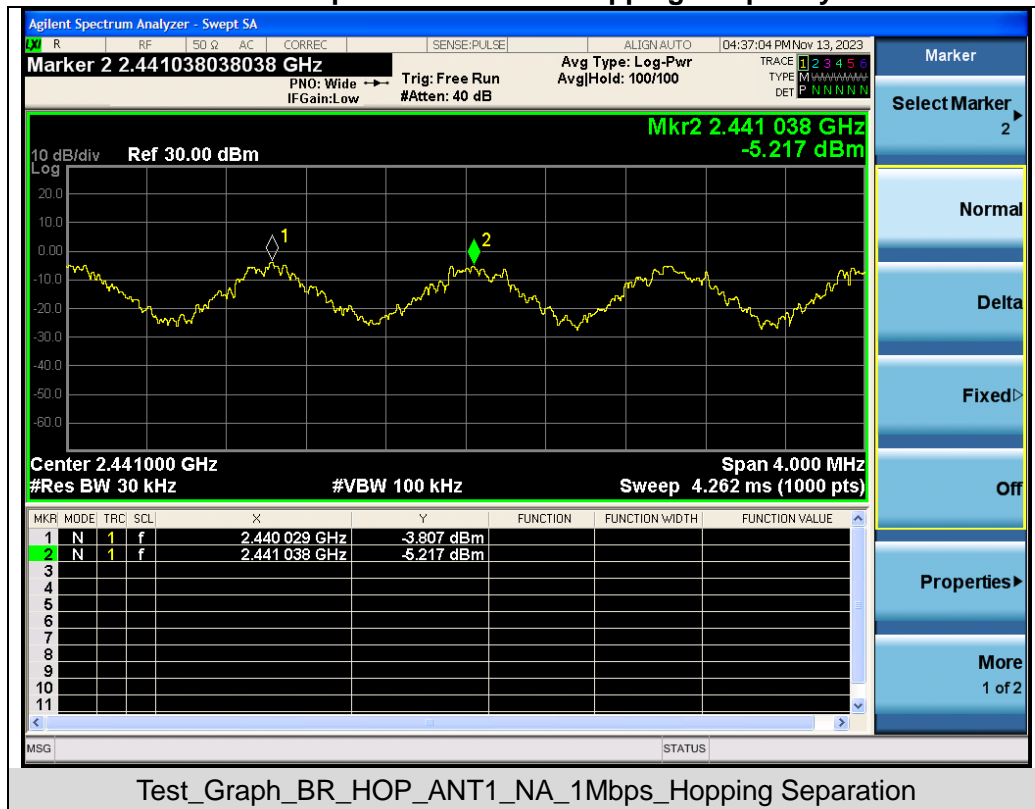 Agilent Spectrum Analyzer - Swept SA
LXI R RF 50 Ω AC CORREC SENSE:PULSE ALIGN AUTO 04:37:04 PM Nov 13, 2023
Marker 2 2.441038038038 GHz
PNO: Wide
IFGain:Low
Trig: Free Run
#Atten: 40 dB
Avg Type: Log-Pwr
Avg|Hold: 100/100
TRACE 1 2 3 4 5 6
TYPE M WWWWW
DET P N N N N N
Mkr2 2.441 038 GHz
-5.217 dBm
10 dB/div Ref 30.00 dBm
Log
20.0
10.0
0.00
-10.0
-20.0
-30.0
-40.0
-50.0
-60.0
1
2
Center 2.441000 GHz Span 4.000 MHz
#Res BW 30 kHz #VBW 100 kHz Sweep 4.262 ms (1000 pts)
MKR MODE TRC SCL X Y FUNCTION FUNCTION WIDTH FUNCTION VALUE
1 N 1 f 2.440 029 GHz -3.807 dBm
2 N 1 f 2.441 038 GHz -5.217 dBm
3
4
5
6
7
8
9
10
11
MSG STATUS
Marker
Select Marker
2
Normal
Delta
Fixed
Off
Properties
More
1 of 2
Test_Graph_BR_HOP_ANT1_NA_1Mbps_Hopping Separation